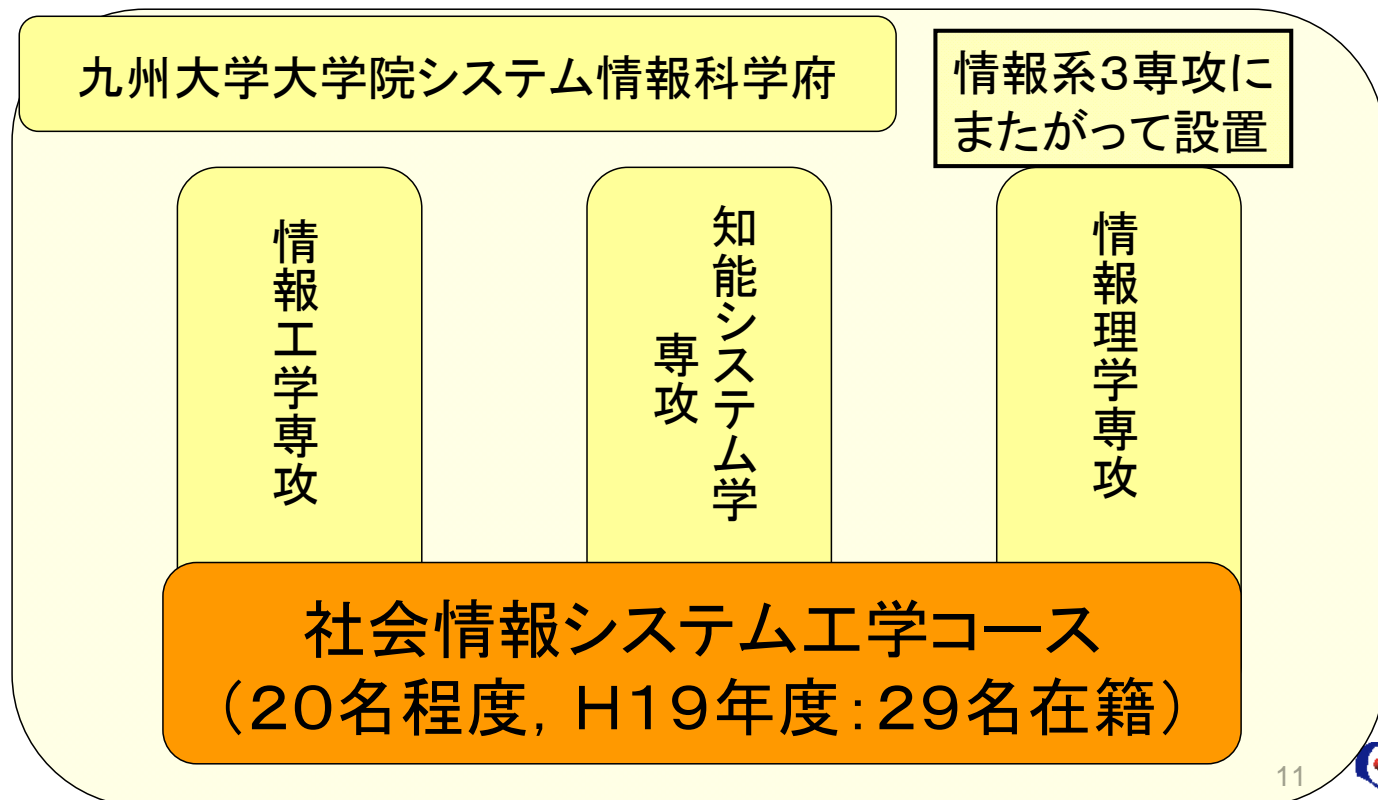 九州大学大学院システム情報科学府
情報系３専攻に
またがって設置
情報工学専攻
知能システム学
専攻
情報理学専攻
社会情報システム工学コース
（２０名程度，Ｈ１９年度：２９名在籍）
11